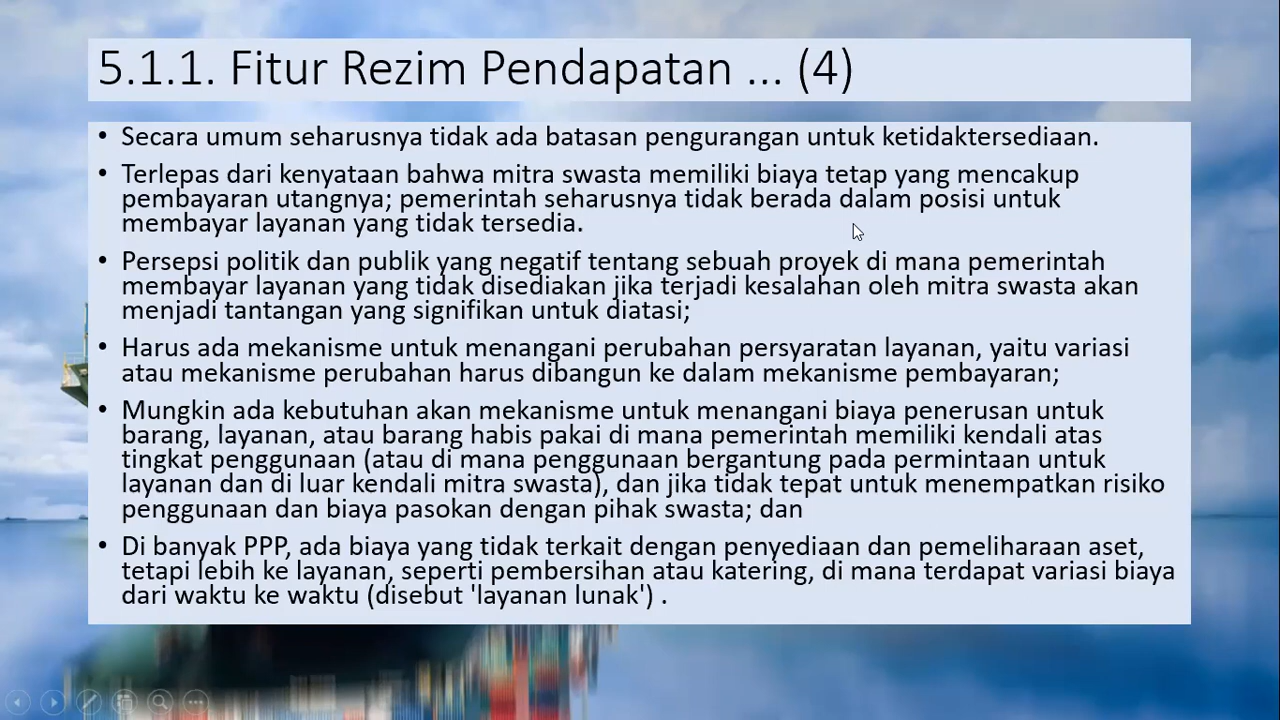 5.1.1. Fitur Rezim Pendapatan ... (4)
• Secara umum seharusnya tidak ada batasan pengurangan untuk ketidaktersediaan.
• Terlepas dari kenyataan bahwa mitra swasta memiliki biaya tetap yang mencakup
pembayaran utangnya; pemerintah seharusnya tidak berada dalam posisi untuk
membayar layanan yang tidak tersedia.
• Persepsi politik dan publik yang negatif tentang sebuah proyek di mana pemerintah
membayar layanan yang tidak disediakan jika terjadi kesalahan oleh mitra swasta akan
menjadi tantangan yang signifikan untuk diatasi;
• Harus ada mekanisme untuk menangani perubahan persyaratan layanan, yaitu variasi
atau mekanisme perubahan harus dibangun ke dalam mekanisme pembayaran;
• Mungkin ada kebutuhan akan mekanisme untuk menangani biaya penerusan untuk
barang, layanan, atau barang habis pakai di mana pemerintah memiliki kendali atas
tingkat penggunaan (atau di mana penggunaan bergantung pada permintaan untuk
layanan dan di luar kendali mitra swasta), dan jika tidak tepat untuk menempatkan risiko
penggunaan dan biaya pasokan dengan pihak swasta; dan
• Di banyak PPP, ada biaya yang tidak terkait dengan penyediaan dan pemeliharaan aset,
tetapi lebih ke layanan, seperti pembersihan atau katering, di mana terdapat variasi biaya
dari waktu ke waktu (disebut 'layanan lunak') .